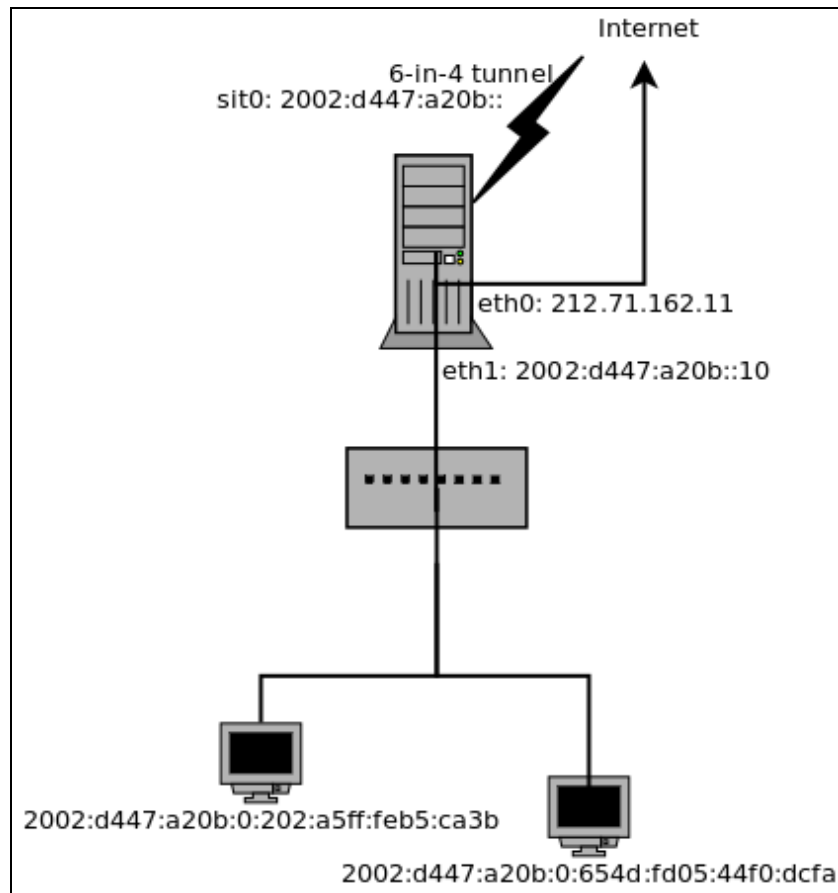 Internet
6-in-4 tunnel
sit0: 2002:d447:a20b::
eth0: 212.71.162.11
eth1: 2002:d447:a20b::10
2002:d447:a20b:0:202:a5ff:feb5:ca3b
2002:d447:a20b:0:654d:fd05:44f0:dcfa